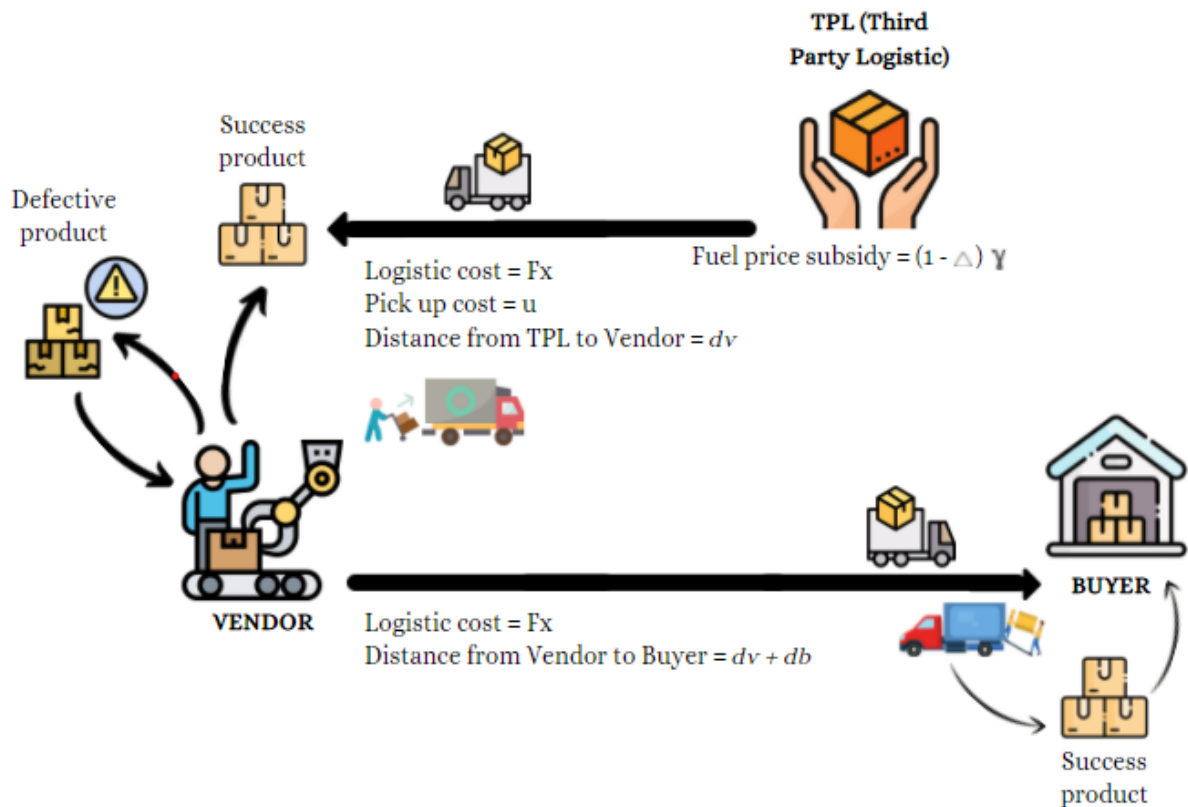 TPL (Third
Party Logistic)
Success
product
Defective
product
Fuel price subsidy = (1 - △) γ
Logistic cost = Fx
Pick up cost = u
Distance from TPL to Vendor = dv
VENDOR
BUYER
Logistic cost = Fx
Distance from Vendor to Buyer = dv + db
Success
product